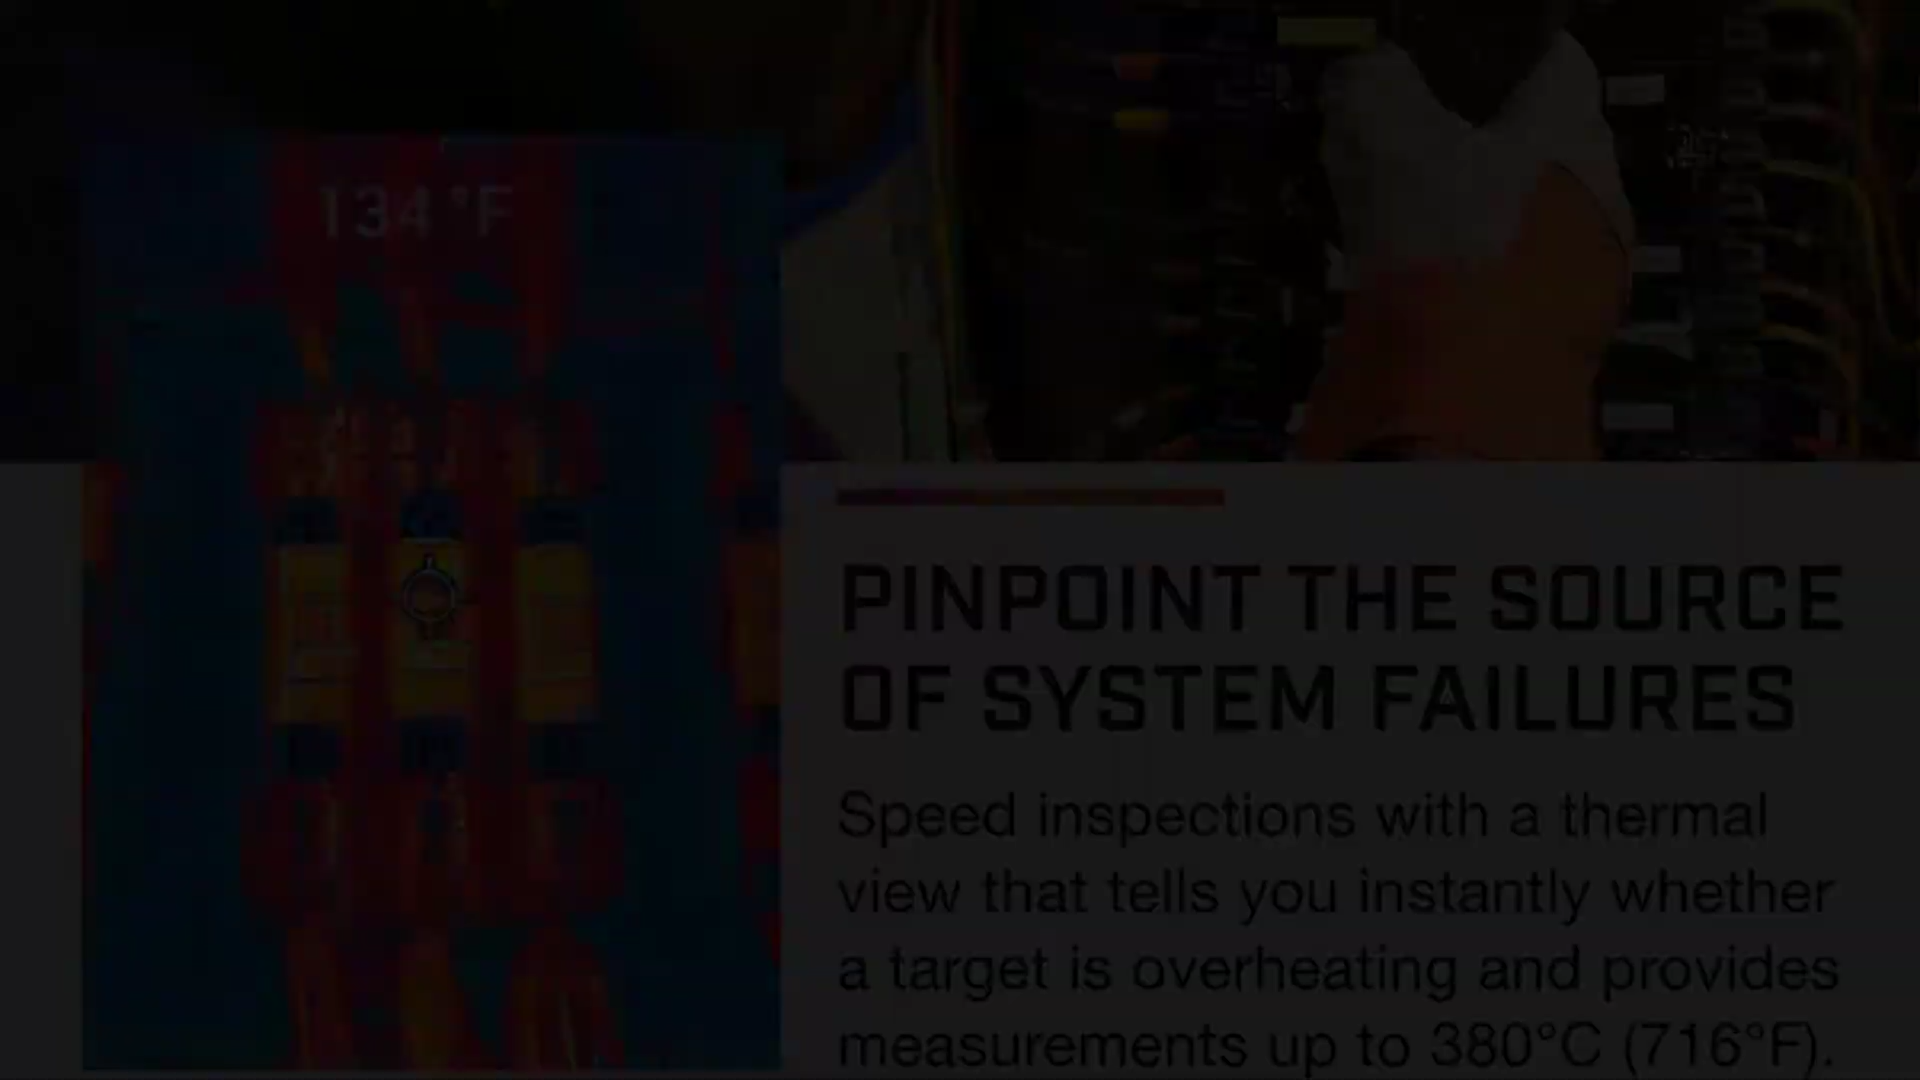 134 °F
PINPOINT THE SOURCE
OF SYSTEM FAILURES
Speed inspections with a thermal
view that tells you instantly whether
a target is overheating and provides
measurements up to 380°C (716°F).